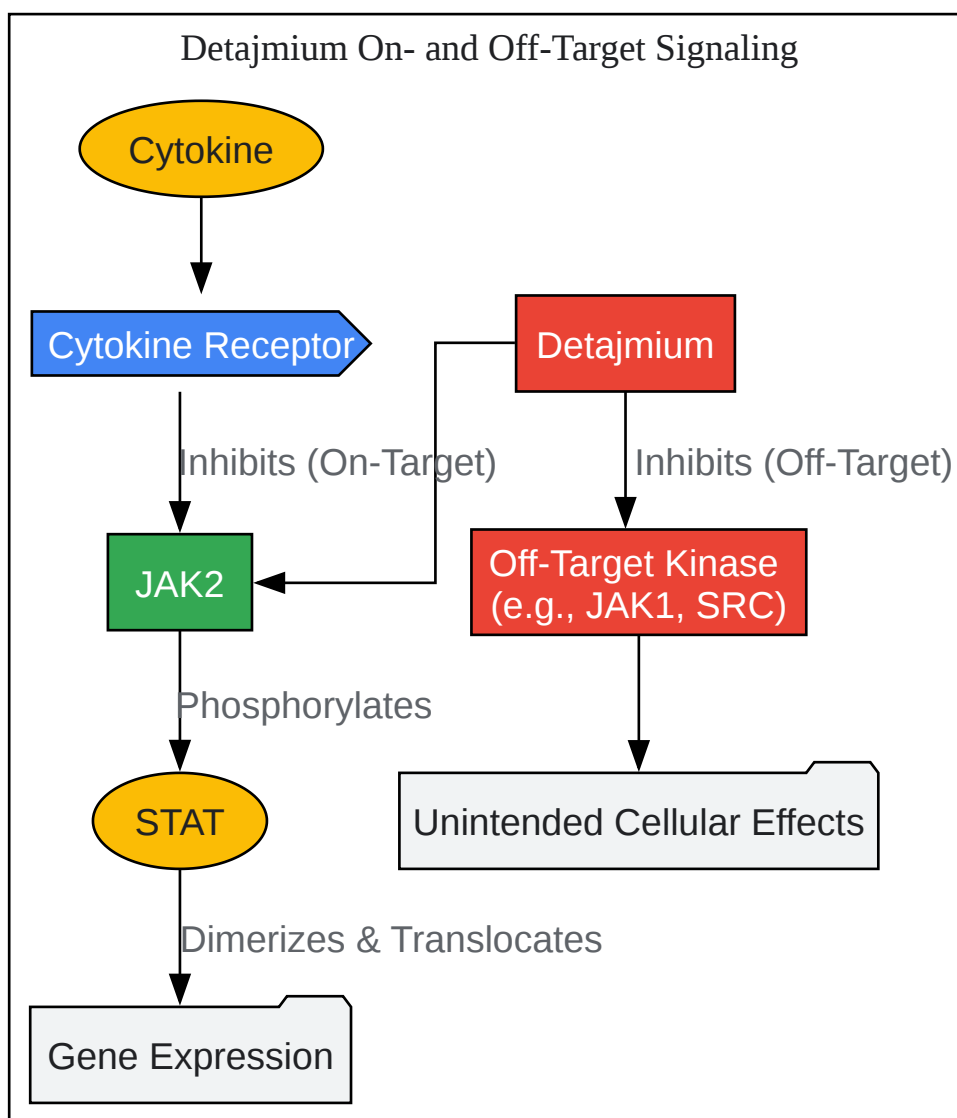 Detajmium On- and Off-Target Signaling
Cytokine
Cytokine Receptor
Detajmium
Inhibits (On-Target)
Inhibits (Off-Target)
JAK2
Off-Target Kinase
(e.g., JAK1, SRC)
Phosphorylates
STAT
Unintended Cellular Effects
Dimerizes & Translocates
Gene Expression